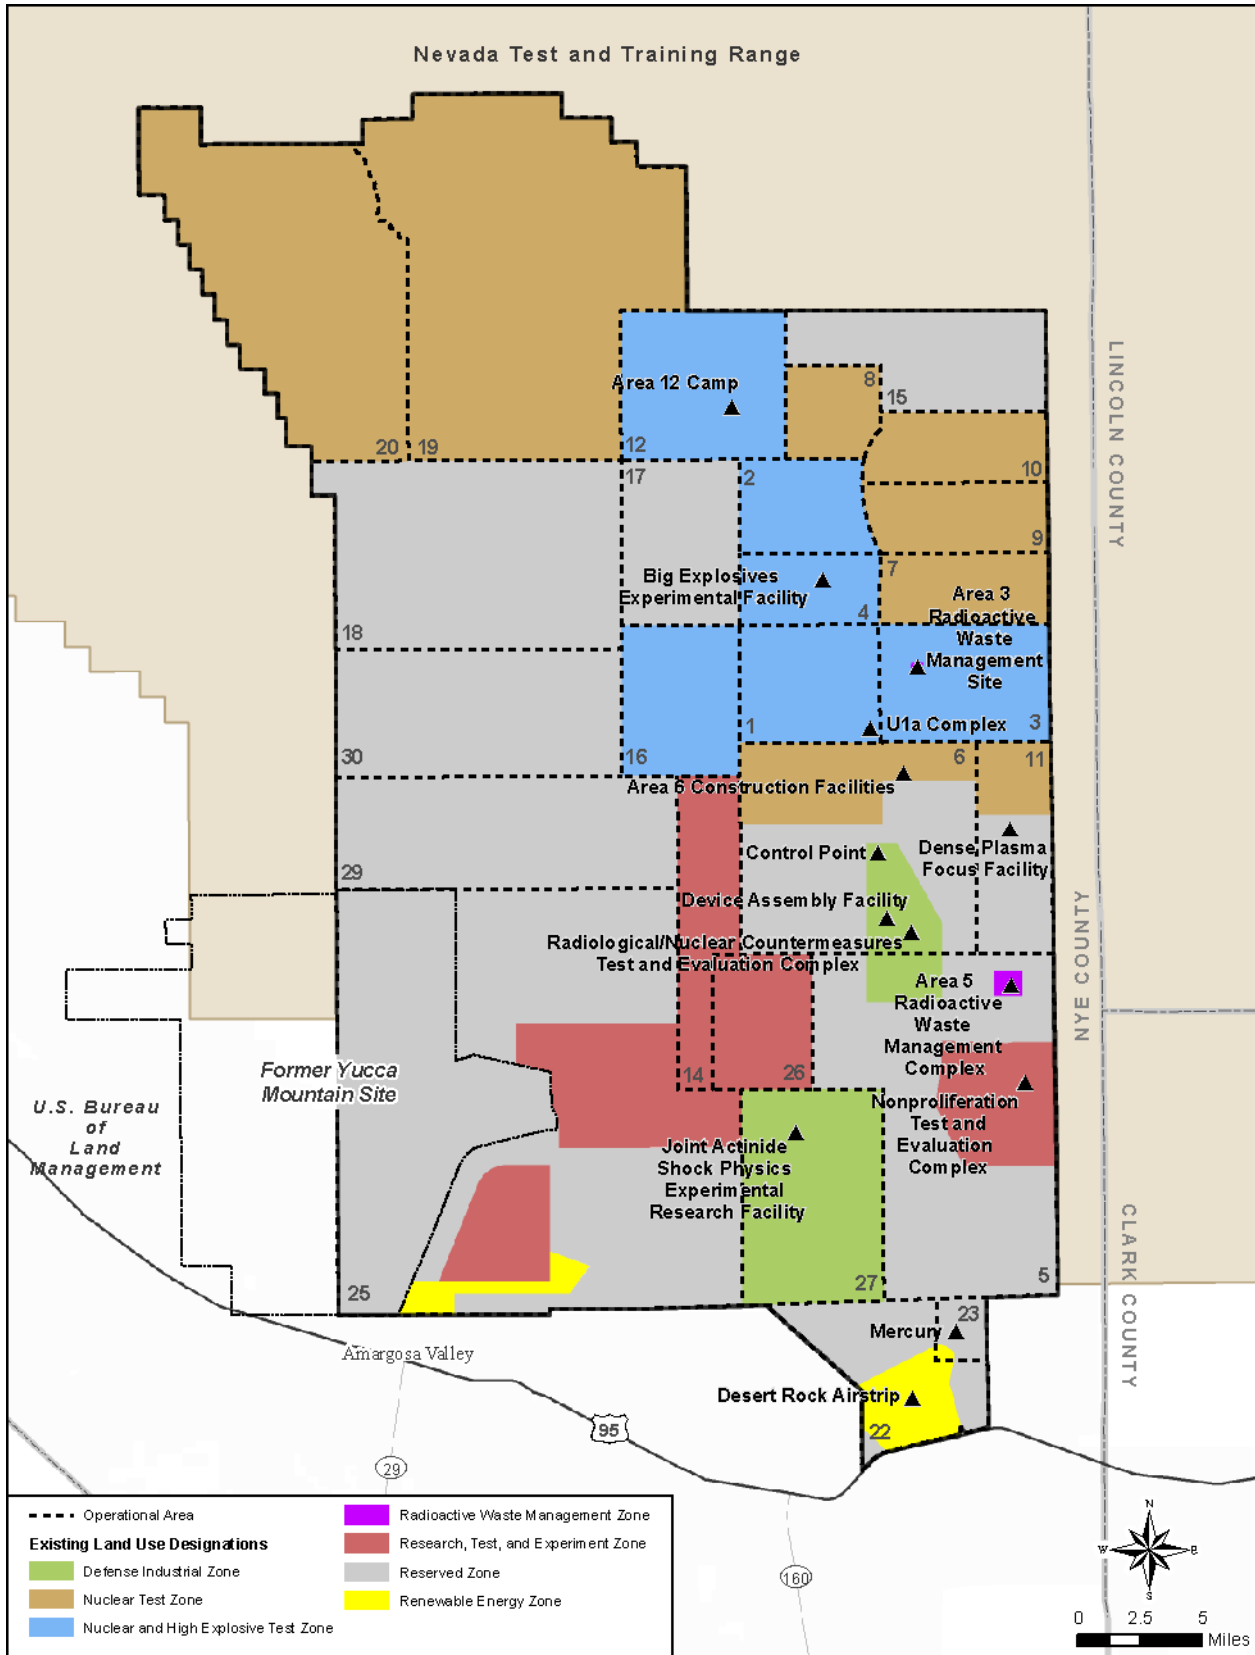 Nevada Test and Training Range
LINCOLN COUNTY
Area 12 Camp
8
15
20
19
12
17
2
10
9
7
Big Explosives
Experimental Facility
4
Area 3
Radioactive
Waste
Management
Site
18
1
U1a Complex
3
30
16
6
11
Area 6 Construction Facilities
Control Point
Dense Plasma
Focus Facility
29
Device Assembly Facility
Radiological/Nuclear Countermeasures
Test and Evaluation Complex
NYE COUNTY
Area 5
Radioactive
Waste
Management
Complex
Former Yucca
Mountain Site
14
26
U.S. Bureau
of
Land
Management
Nonproliferation
Test and
Evaluation
Complex
Joint Actinide
Shock Physics
Experimental
Research Facility
CLARK COUNTY
25
27
5
23
Mercury
Amargosa Valley
Desert Rock Airstrip
22
95
29
160
Operational Area
Existing Land Use Designations
Defense Industrial Zone
Nuclear Test Zone
Nuclear and High Explosive Test Zone
Radioactive Waste Management Zone
Research, Test, and Experiment Zone
Reserved Zone
Renewable Energy Zone
N
W
E
S
0 2.5 5
Miles